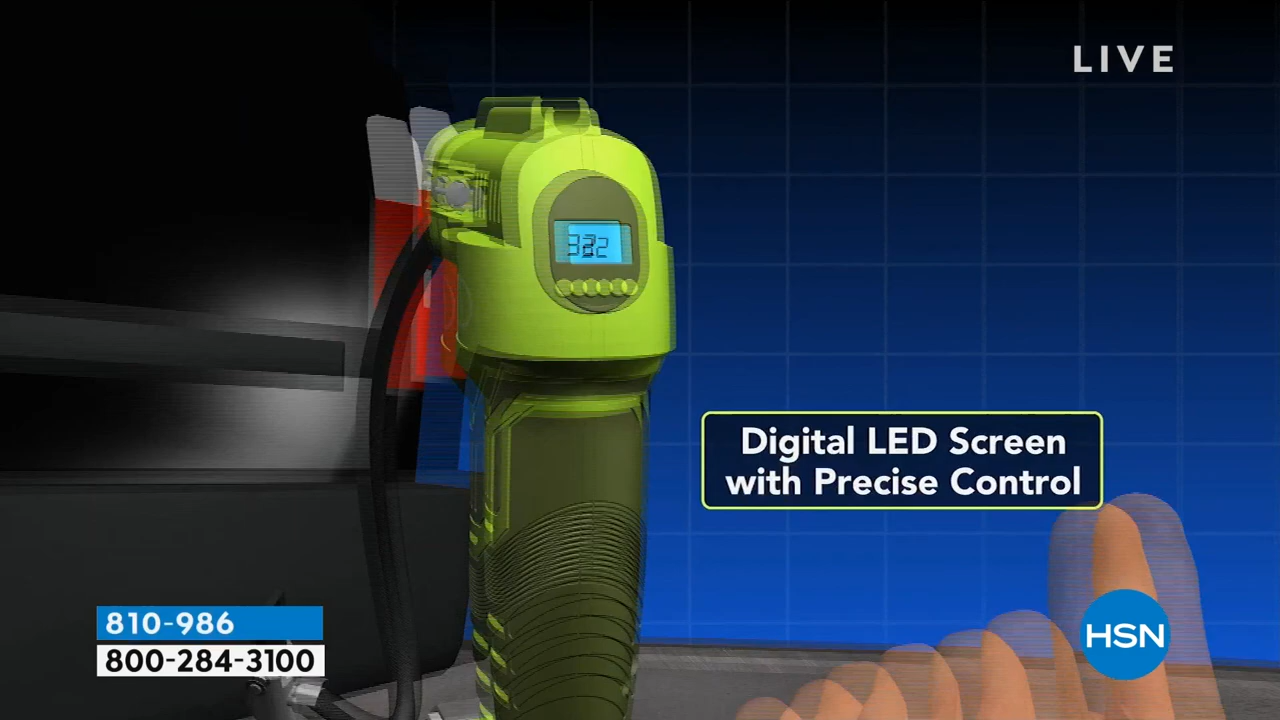 LIVE
Digital LED Screen
with Precise Control
810-986
800-284-3100
HSN